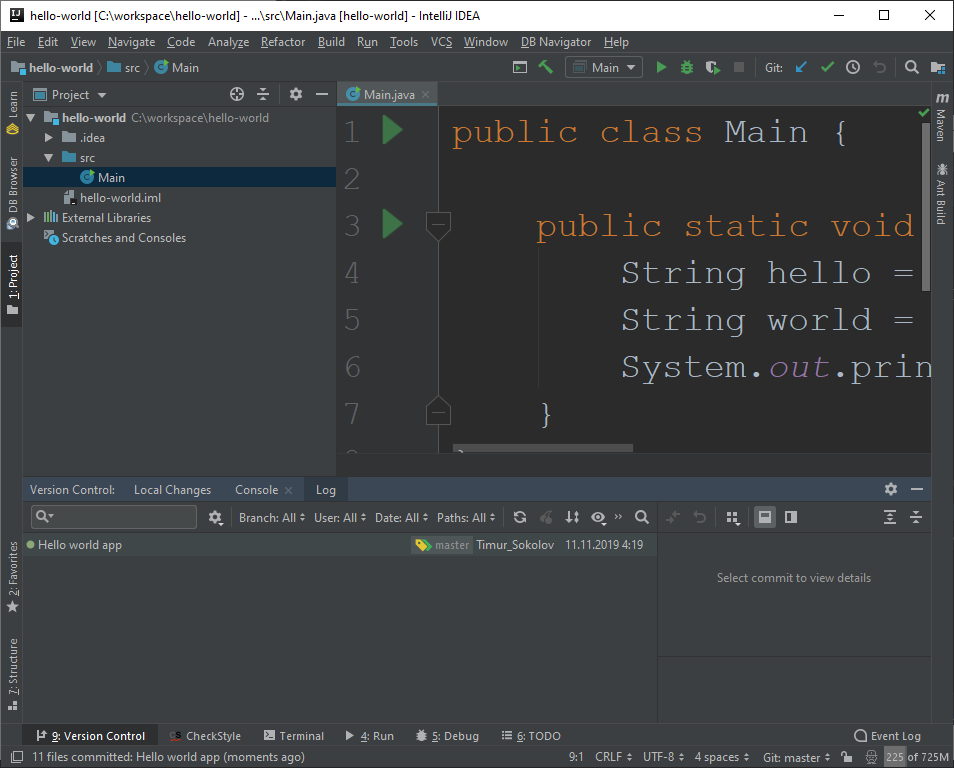 hello-world [C:\workspace\hello-world] - ...\src\Main.java [hello-world] - IntelliJ IDEA
File Edit View Navigate Code Analyze Refactor Build Run Tools VCS Window DB Navigator Help
hello-world src Main Main Git:
Learn
DB Browser
1: Project
2: Favorites
7: Structure
Project
hello-world C:\workspace\hello-world
.idea
src
Main
hello-world.iml
External Libraries
Scratches and Consoles
Main.java
1 public class Main {
2
3 public static void
4 String hello =
5 String world =
6 System.out.prin
7 }
m Maven
Ant Build
Version Control: Local Changes Console Log
Branch: All User: All Date: All Paths: All »
Hello world app master Timur_Sokolov 11.11.2019 4:19
Select commit to view details
9: Version Control CS CheckStyle Terminal 4: Run 5: Debug 6: TODO Event Log
11 files committed: Hello world app (moments ago) 9:1 CRLF UTF-8 4 spaces Git: master 225 of 725M